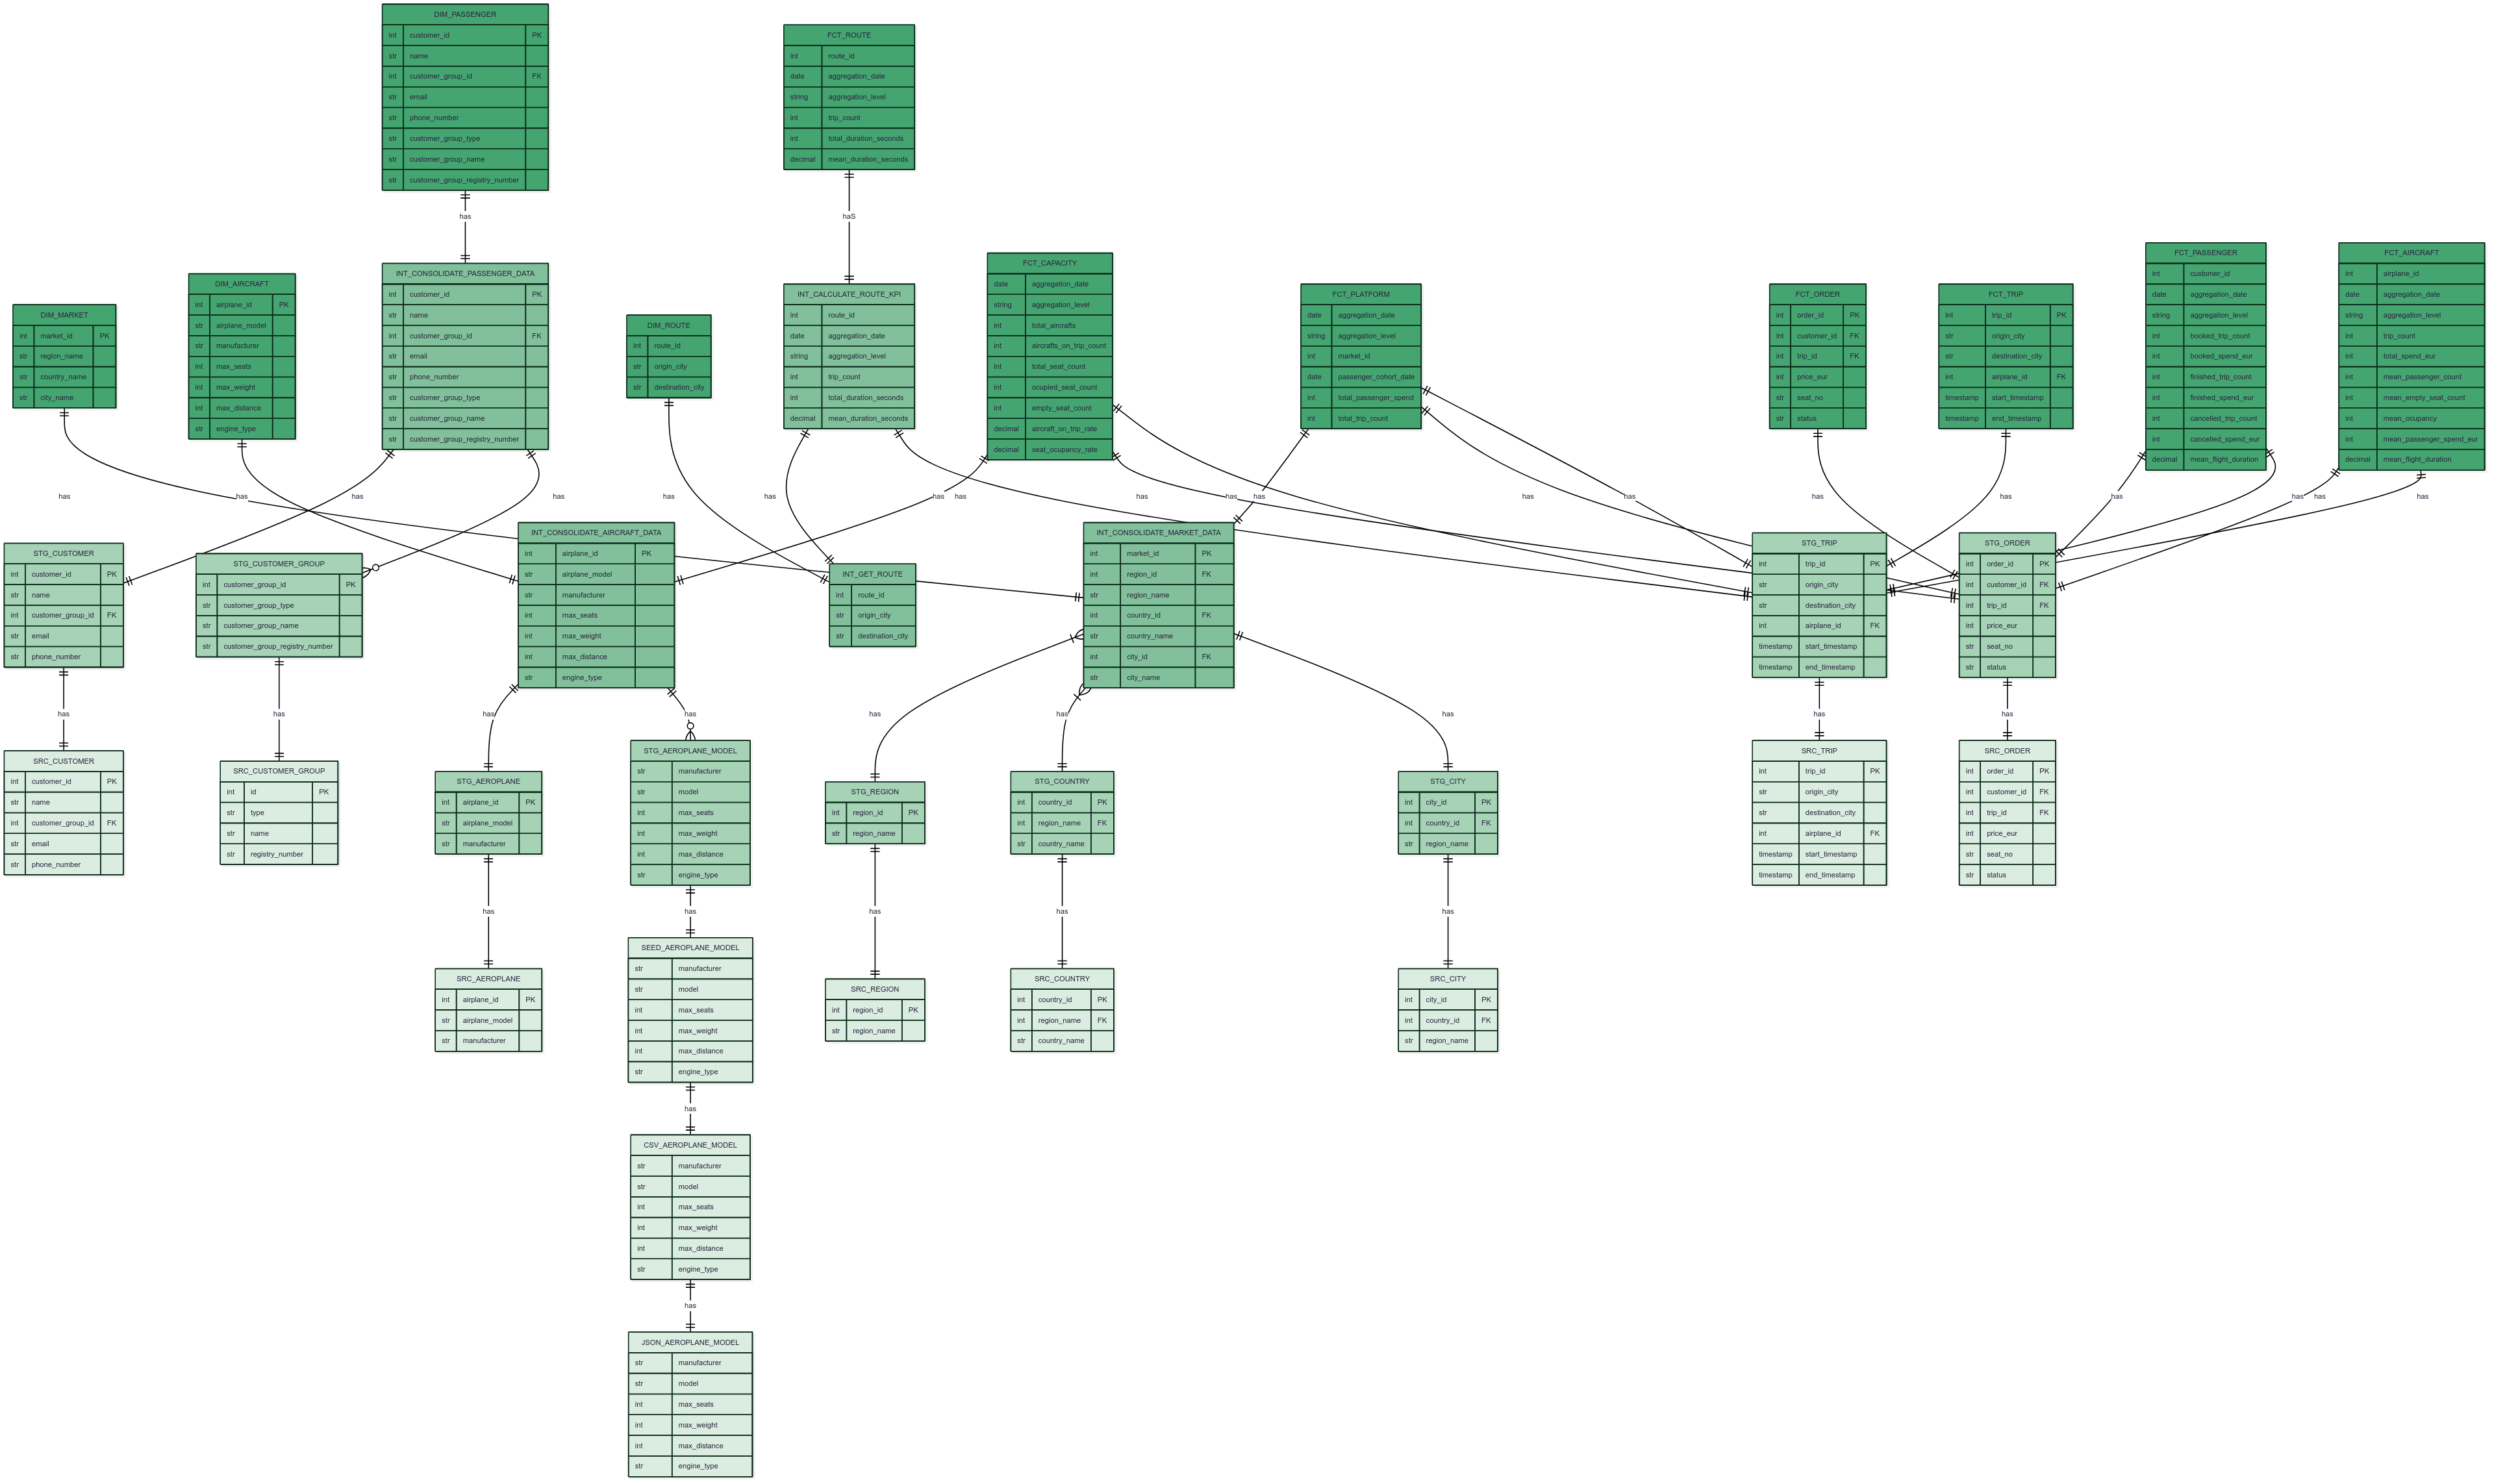 DIM_PASSENGER
int customer_id PK
str name
int customer_group_id FK
str email
str phone_number
str customer_group_type
str customer_group_name
str customer_group_registry_number
FCT_ROUTE
int route_id
date aggregation_date
string aggregation_level
int trip_count
int total_duration_seconds
decimal mean_duration_seconds
has
haS
DIM_MARKET
int market_id PK
str region_name
str country_name
str city_name
DIM_AIRCRAFT
int airplane_id PK
str airplane_model
str manufacturer
int max_seats
int max_weight
int max_distance
str engine_type
INT_CONSOLIDATE_PASSENGER_DATA
int customer_id PK
str name
int customer_group_id FK
str email
str phone_number
str customer_group_type
str customer_group_name
str customer_group_registry_number
DIM_ROUTE
int route_id
str origin_city
str destination_city
INT_CALCULATE_ROUTE_KPI
int route_id
date aggregation_date
string aggregation_level
int trip_count
int total_duration_seconds
decimal mean_duration_seconds
FCT_CAPACITY
date aggregation_date
string aggregation_level
int total_aircrafts
int aircrafts_on_trip_count
int total_seat_count
int ocupied_seat_count
int empty_seat_count
decimal aircraft_on_trip_rate
decimal seat_ocupancy_rate
FCT_PLATFORM
date aggregation_date
string aggregation_level
int market_id
date passenger_cohort_date
int total_passenger_spend
int total_trip_count
FCT_ORDER
int order_id PK
int customer_id FK
int trip_id FK
int price_eur
str seat_no
str status
FCT_TRIP
int trip_id PK
str origin_city
str destination_city
int airplane_id FK
timestamp start_timestamp
timestamp end_timestamp
FCT_PASSENGER
int customer_id
date aggregation_date
string aggregation_level
int booked_trip_count
int booked_spend_eur
int finished_trip_count
int finished_spend_eur
int cancelled_trip_count
int cancelled_spend_eur
decimal mean_flight_duration
FCT_AIRCRAFT
int airplane_id
date aggregation_date
string aggregation_level
int trip_count
int total_spend_eur
int mean_passenger_count
int mean_empty_seat_count
int mean_ocupancy
int mean_passenger_spend_eur
decimal mean_flight_duration
has has has has has has has has has has has has has has has has has has has
STG_CUSTOMER
int customer_id PK
str name
int customer_group_id FK
str email
str phone_number
STG_CUSTOMER_GROUP
int customer_group_id PK
str customer_group_type
str customer_group_name
str customer_group_registry_number
INT_CONSOLIDATE_AIRCRAFT_DATA
int airplane_id PK
str airplane_model
str manufacturer
int max_seats
int max_weight
int max_distance
str engine_type
INT_GET_ROUTE
int route_id
str origin_city
str destination_city
INT_CONSOLIDATE_MARKET_DATA
int market_id PK
int region_id FK
str region_name
int country_id FK
str country_name
int city_id FK
str city_name
STG_TRIP
int trip_id PK
str origin_city
str destination_city
int airplane_id FK
timestamp start_timestamp
timestamp end_timestamp
STG_ORDER
int order_id PK
int customer_id FK
int trip_id FK
int price_eur
str seat_no
str status
has has has has has has has has has
SRC_CUSTOMER
int customer_id PK
str name
int customer_group_id FK
str email
str phone_number
SRC_CUSTOMER_GROUP
int id PK
str type
str name
str registry_number
STG_AEROPLANE
int airplane_id PK
str airplane_model
str manufacturer
STG_AEROPLANE_MODEL
str manufacturer
str model
int max_seats
int max_weight
int max_distance
str engine_type
STG_REGION
int region_id PK
str region_name
STG_COUNTRY
int country_id PK
int region_name FK
str country_name
STG_CITY
int city_id PK
int country_id FK
str region_name
SRC_TRIP
int trip_id PK
str origin_city
str destination_city
int airplane_id FK
timestamp start_timestamp
timestamp end_timestamp
SRC_ORDER
int order_id PK
int customer_id FK
int trip_id FK
int price_eur
str seat_no
str status
has has has has has
SRC_AEROPLANE
int airplane_id PK
str airplane_model
str manufacturer
SEED_AEROPLANE_MODEL
str manufacturer
str model
int max_seats
int max_weight
int max_distance
str engine_type
SRC_REGION
int region_id PK
str region_name
SRC_COUNTRY
int country_id PK
int region_name FK
str country_name
SRC_CITY
int city_id PK
int country_id FK
str region_name
has
CSV_AEROPLANE_MODEL
str manufacturer
str model
int max_seats
int max_weight
int max_distance
str engine_type
has
JSON_AEROPLANE_MODEL
str manufacturer
str model
int max_seats
int max_weight
int max_distance
str engine_type